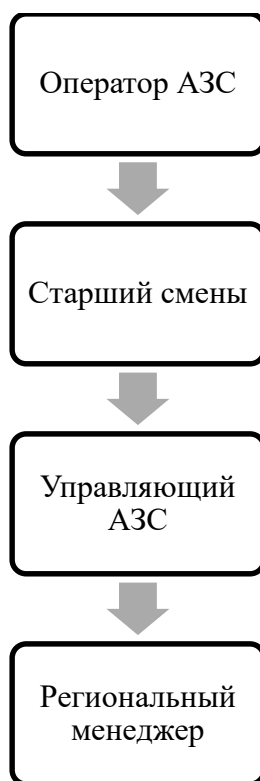 Оператор АЗС
Старший смены
Управляющий
АЗС
Региональный
менеджер